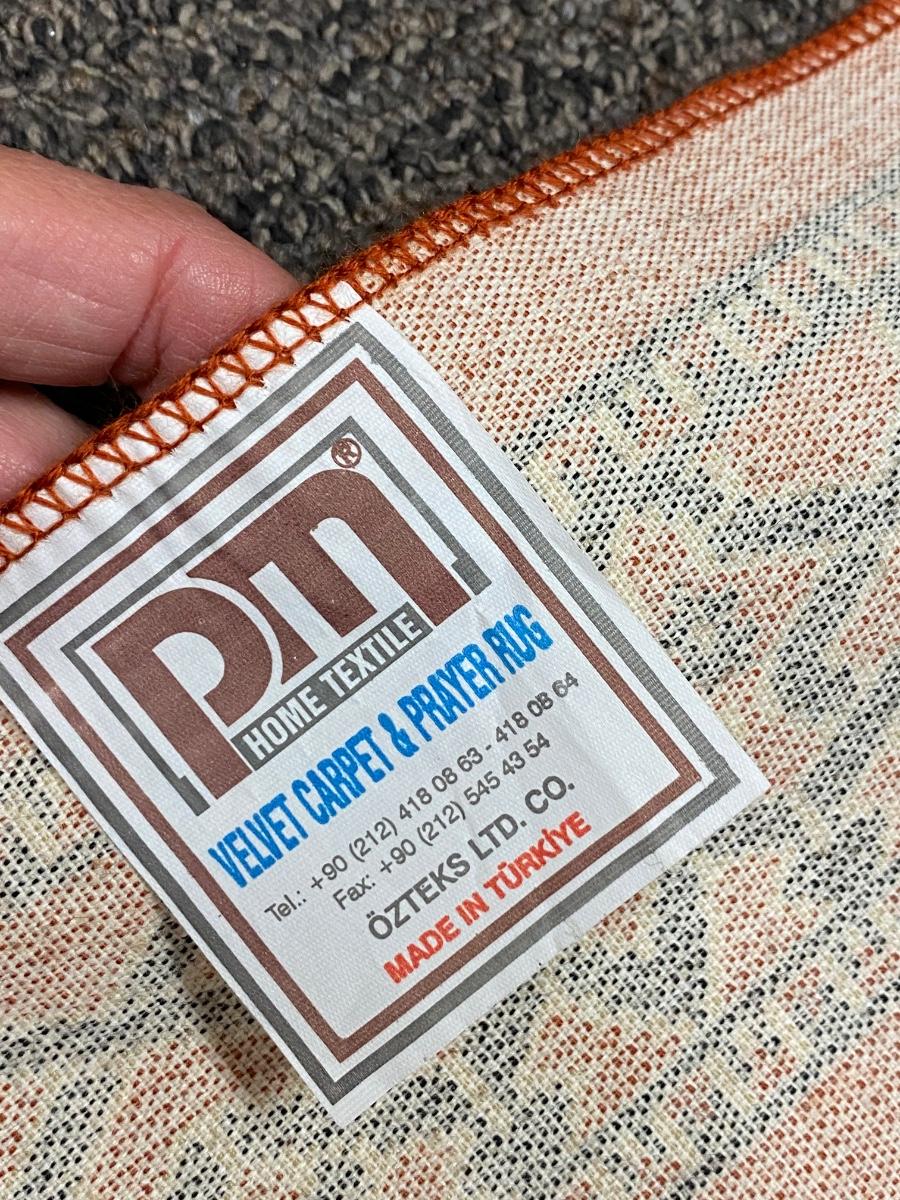 pm®
HOME TEXTILE
VELVET CARPET & PRAYER RUG
Tel.: +90 (212) 418 08 63 - 418 08 64
Fax: +90 (212) 545 43 54
ÖZTEKS LTD. CO.
MADE IN TÜRKİYE